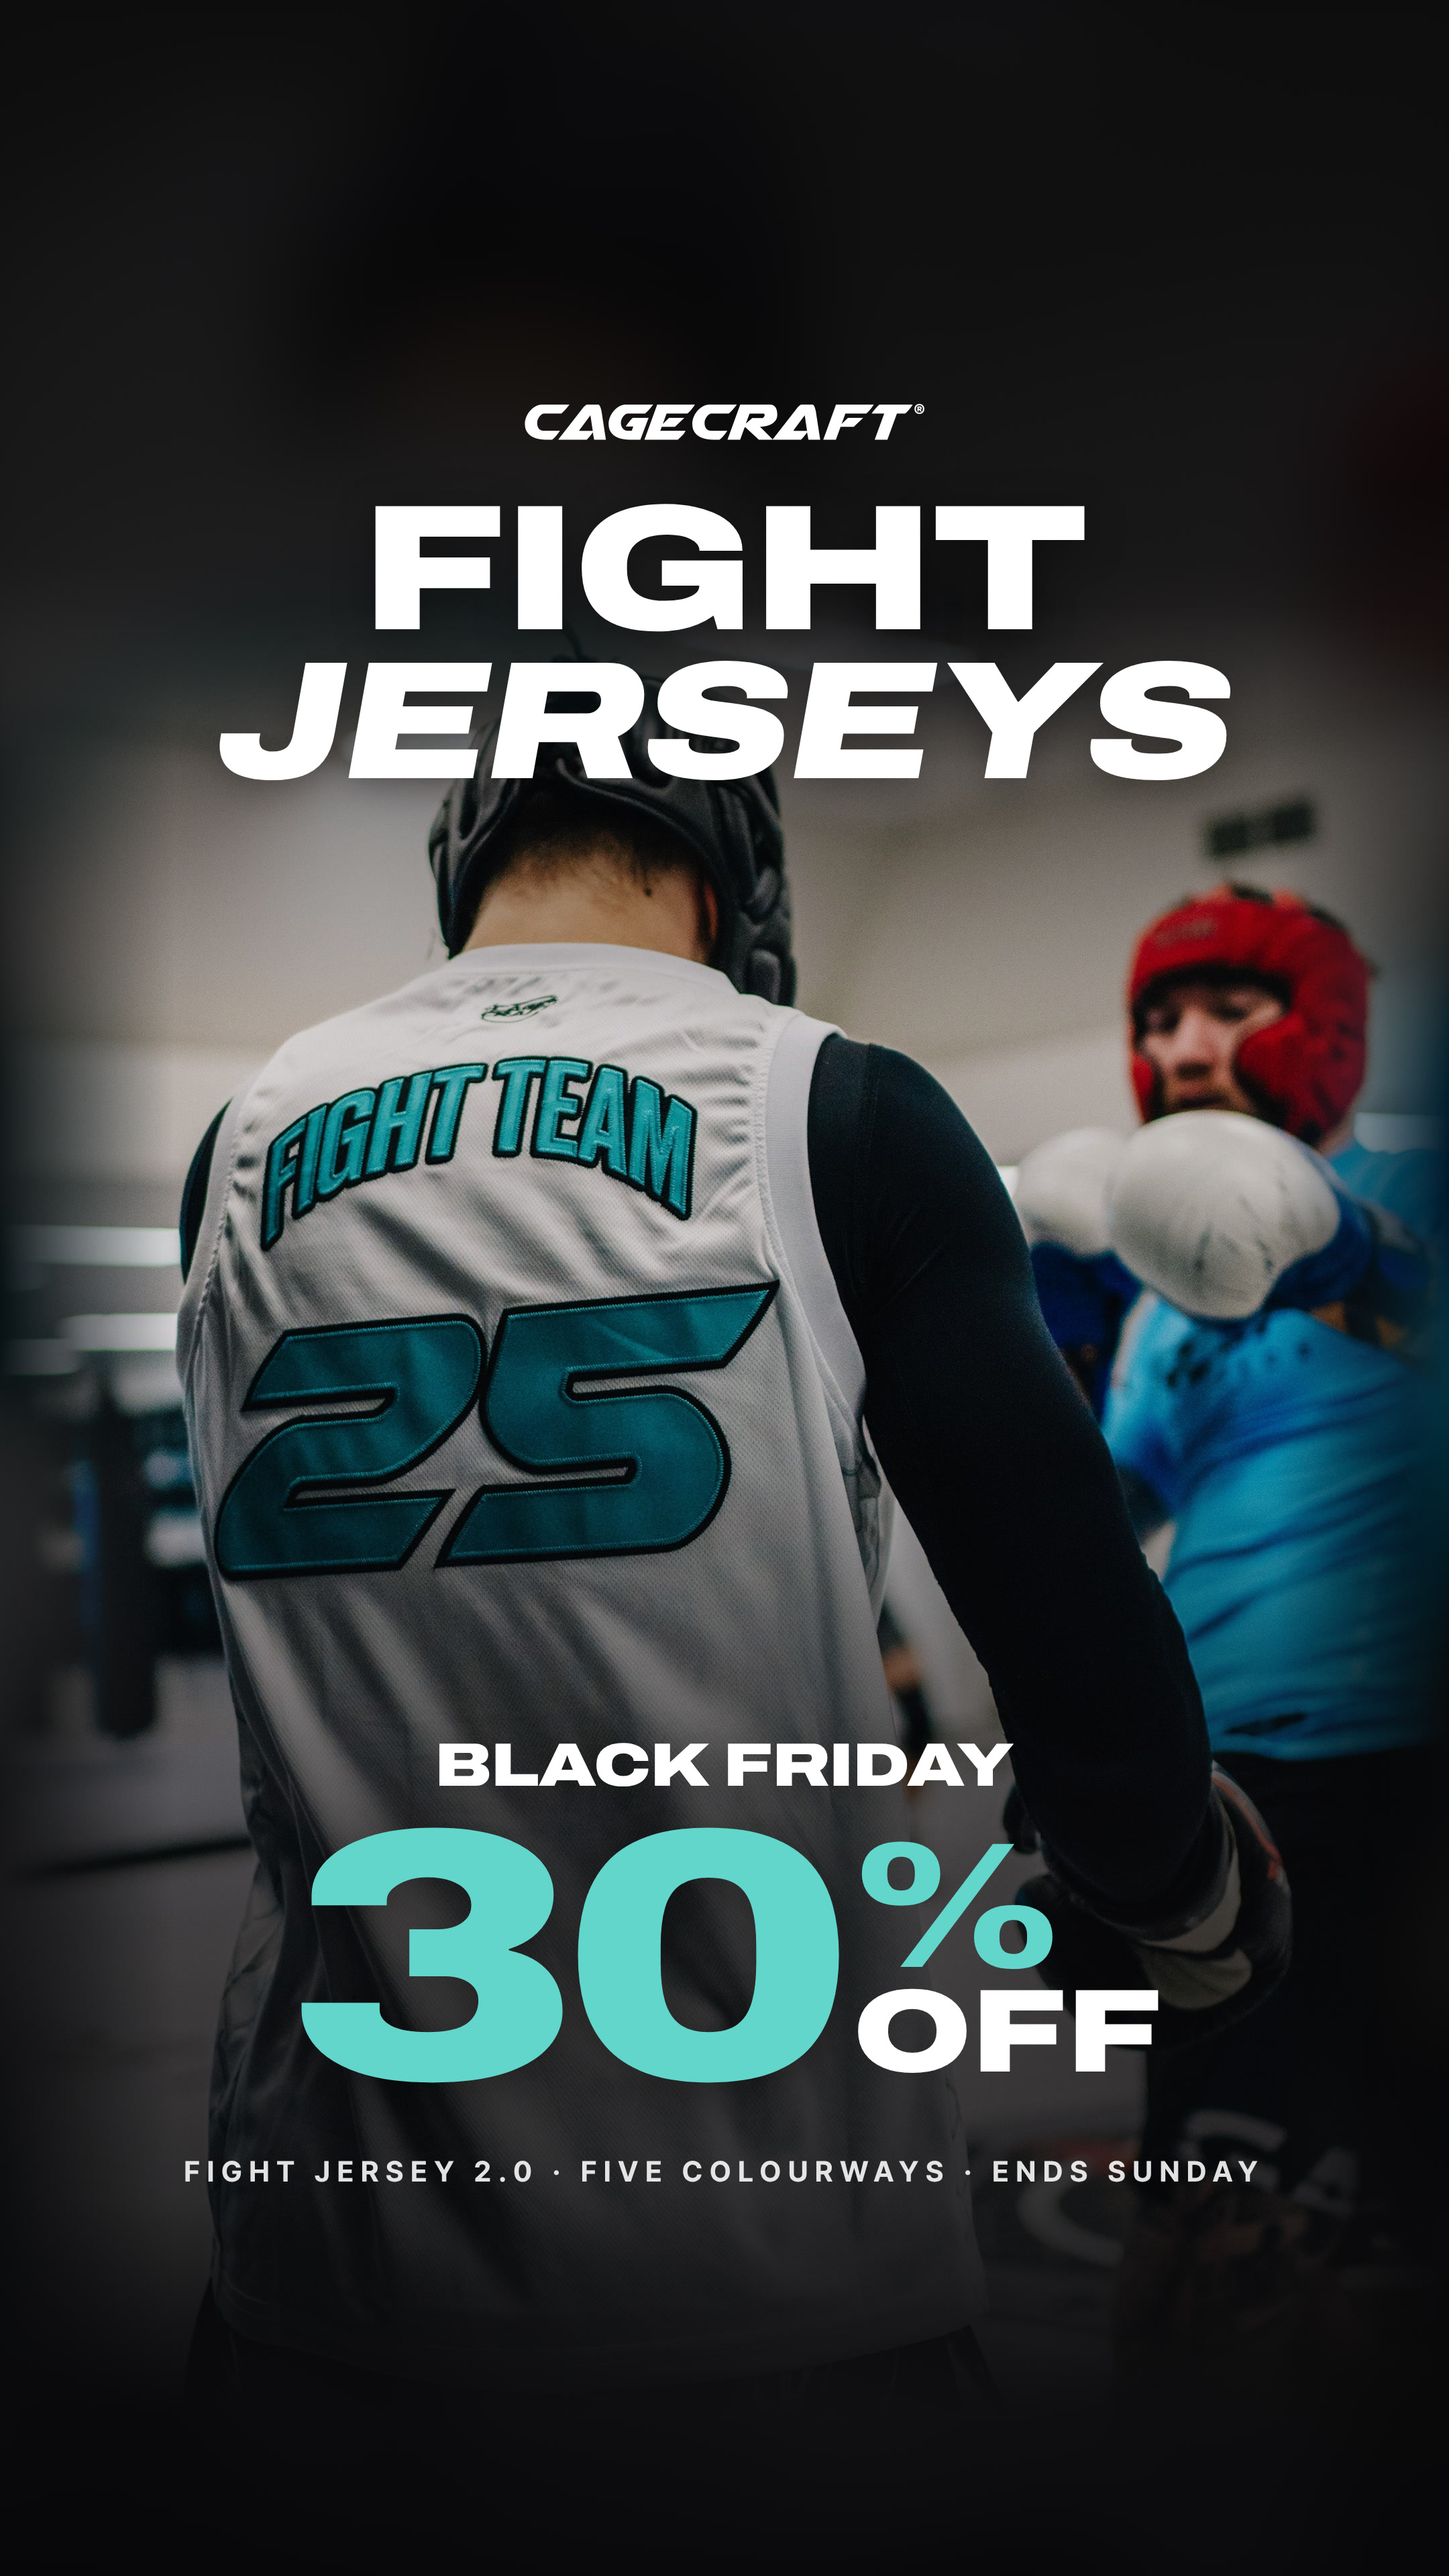 CAGECRAFT®
FIGHT
JERSEYS
FIGHT TEAM
25
BLACK FRIDAY
30%
OFF
FIGHT JERSEY 2.0 · FIVE COLOURWAYS · ENDS SUNDAY